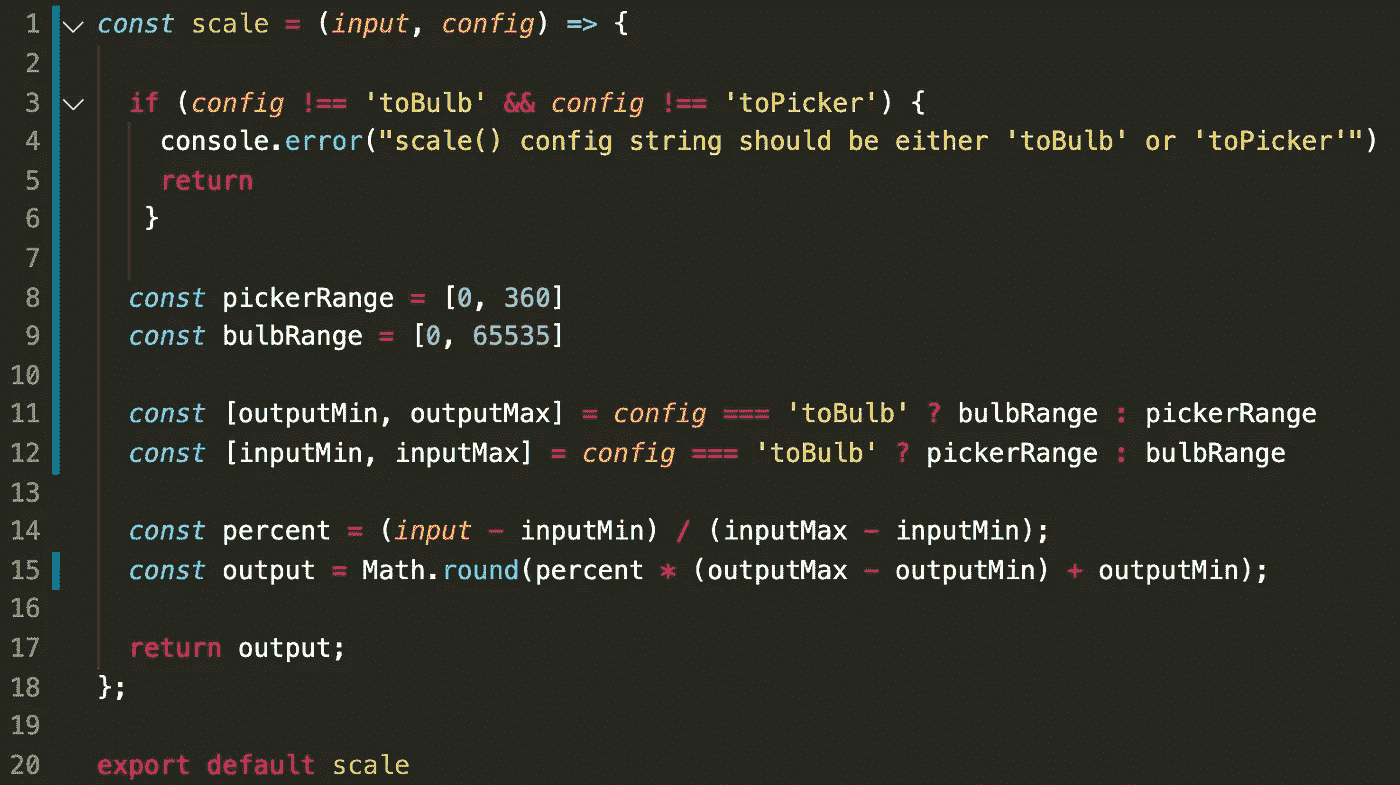 1 const scale = (input, config) => {
2
3 if (config !== 'toBulb' && config !== 'toPicker') {
4 console.error("scale() config string should be either 'toBulb' or 'toPicker'")
5 return
6 }
7
8 const pickerRange = [0, 360]
9 const bulbRange = [0, 65535]
10
11 const [outputMin, outputMax] = config === 'toBulb' ? bulbRange : pickerRange
12 const [inputMin, inputMax] = config === 'toBulb' ? pickerRange : bulbRange
13
14 const percent = (input - inputMin) / (inputMax - inputMin);
15 const output = Math.round(percent * (outputMax - outputMin) + outputMin);
16
17 return output;
18 };
19
20 export default scale